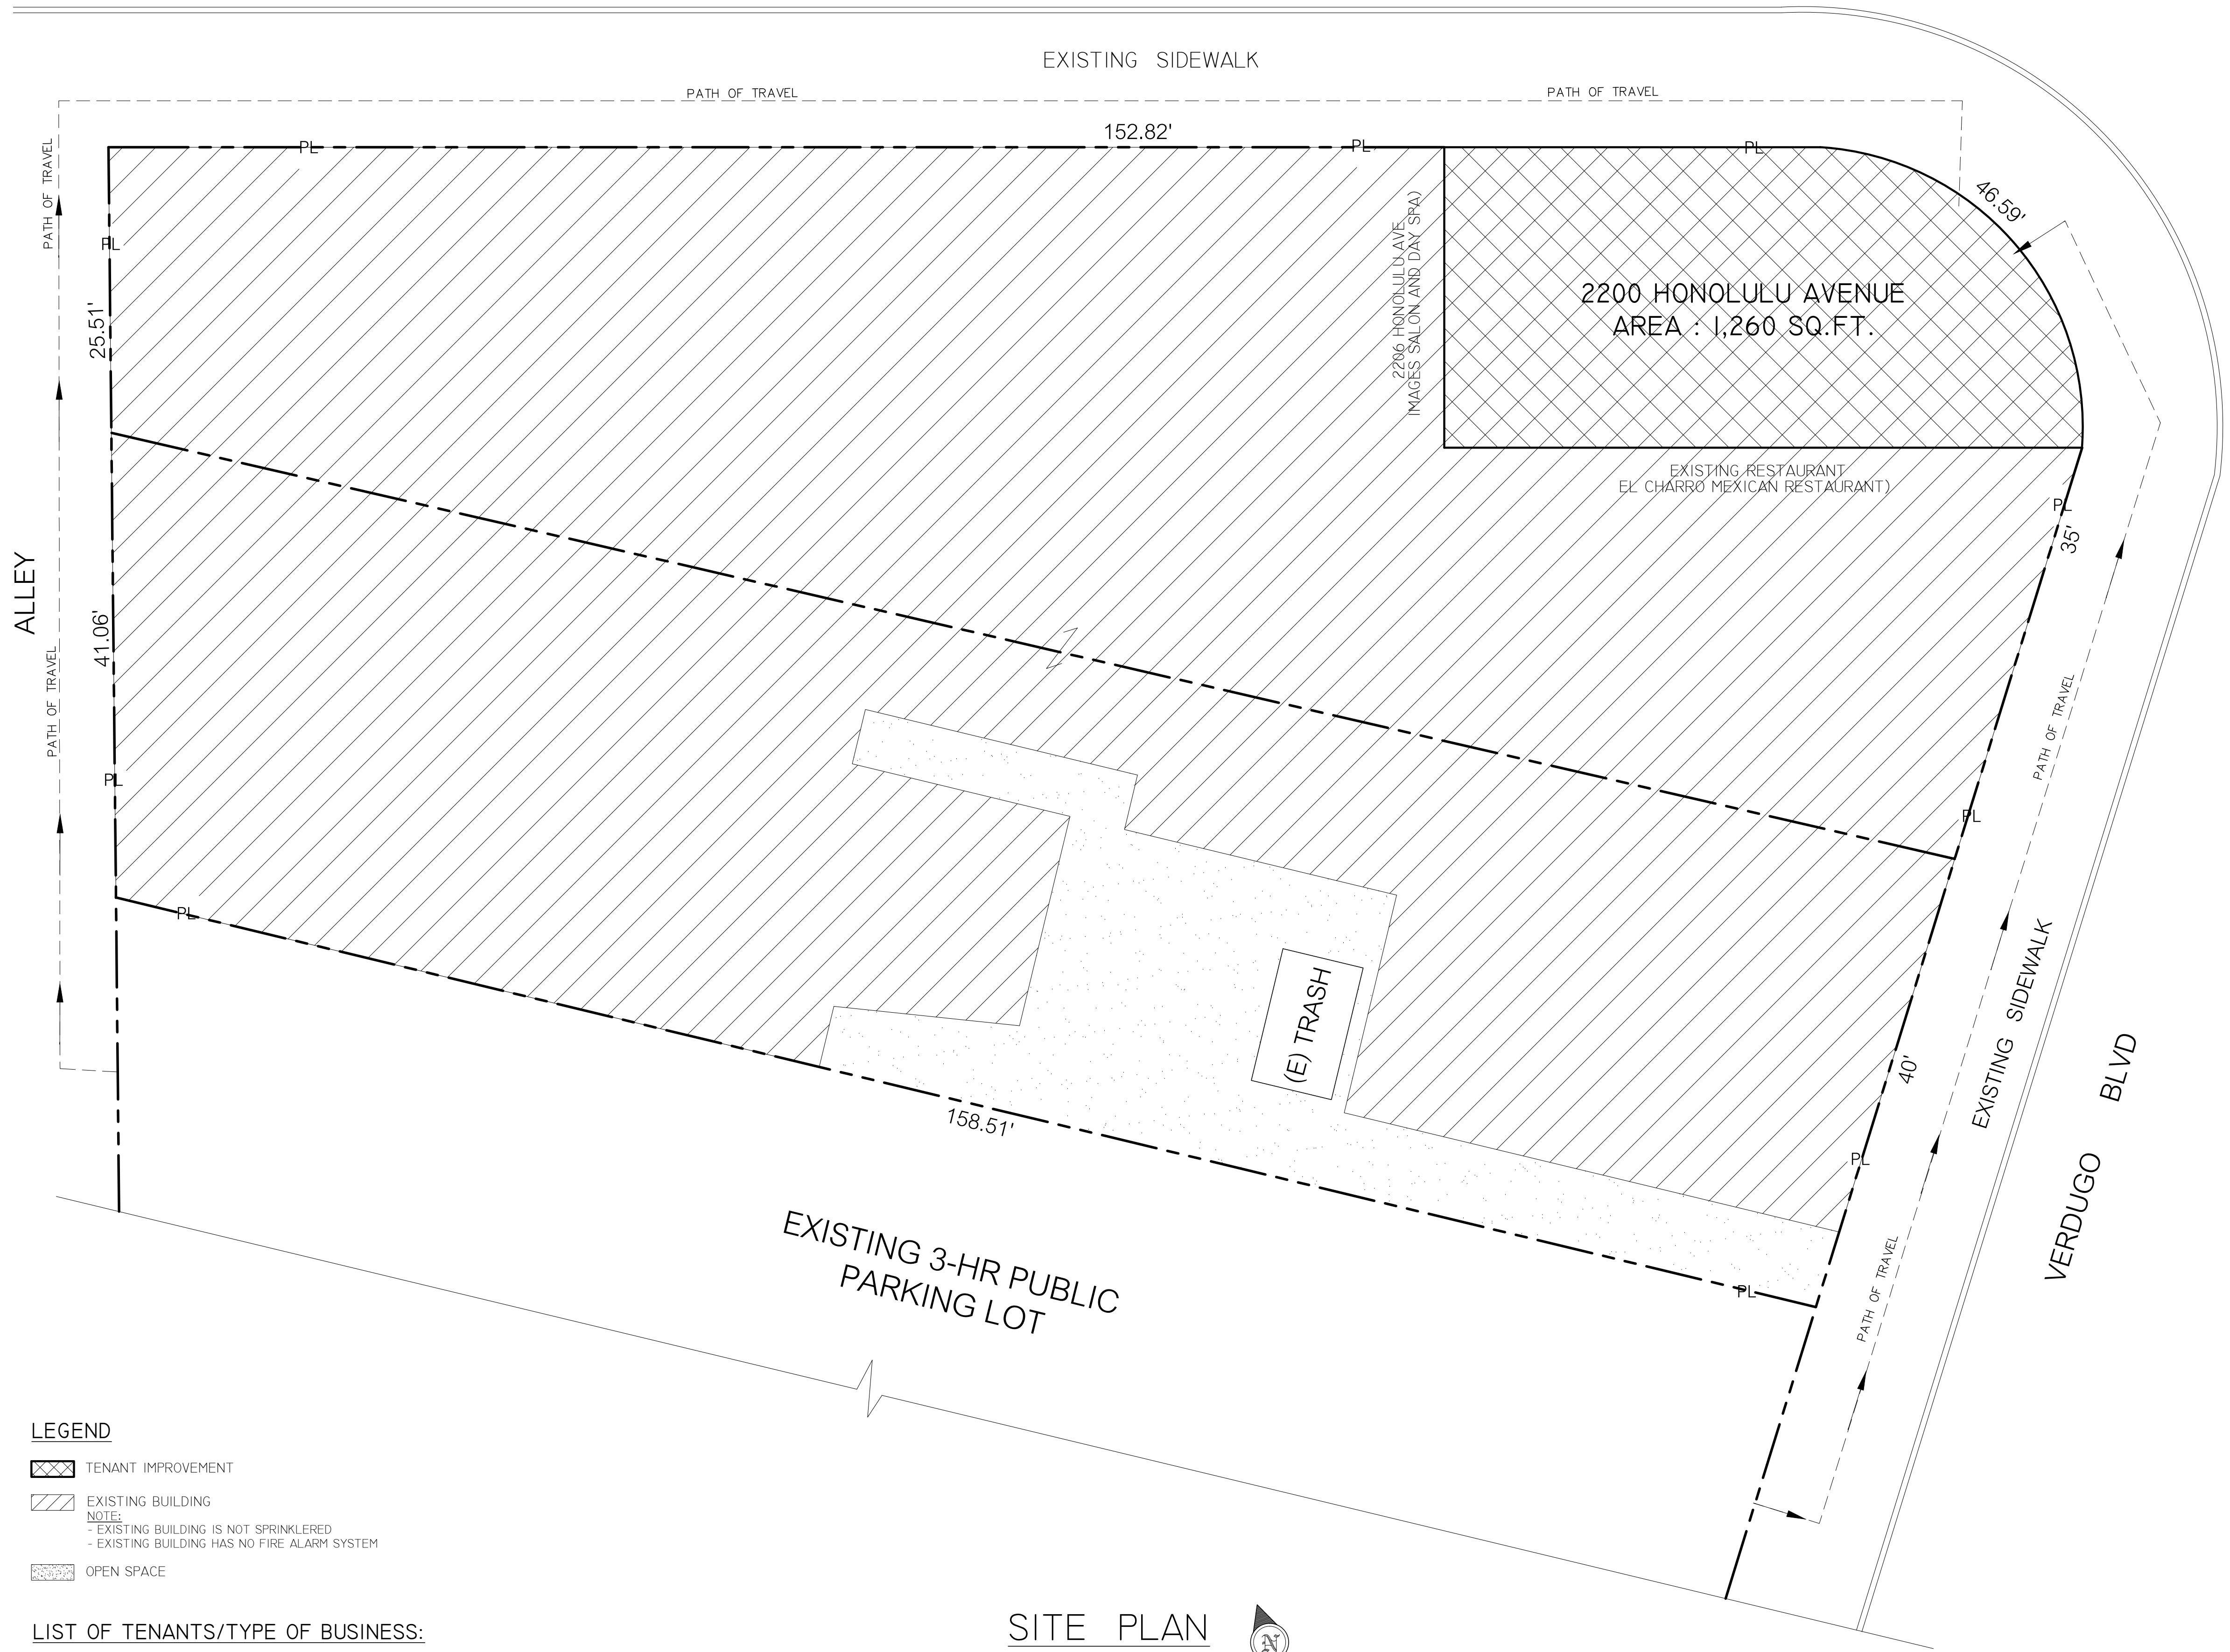 EXISTING SIDEWALK
PATH OF TRAVEL
PATH OF TRAVEL
152.82'
PL
PL
PL
PATH OF TRAVEL
PL
46.59'
2206 HONOLULU AVE
IMAGES SALON AND DAY SPA)
2200 HONOLULU AVENUE
AREA : 1,260 SQ.FT.
25.51'
EXISTING RESTAURANT
EL CHARRO MEXICAN RESTAURANT)
PL
35'
ALLEY
41.06'
PATH OF TRAVEL
PL
PATH OF TRAVEL
PL
PL
(E) TRASH
EXISTING SIDEWALK
40'
VERDUGO BLVD
158.51'
PL
PATH OF TRAVEL
PL
EXISTING 3-HR PUBLIC
PARKING LOT
LEGEND
TENANT IMPROVEMENT
EXISTING BUILDING
NOTE:
- EXISTING BUILDING IS NOT SPRINKLERED
- EXISTING BUILDING HAS NO FIRE ALARM SYSTEM
OPEN SPACE
LIST OF TENANTS/TYPE OF BUSINESS:
SITE PLAN
N